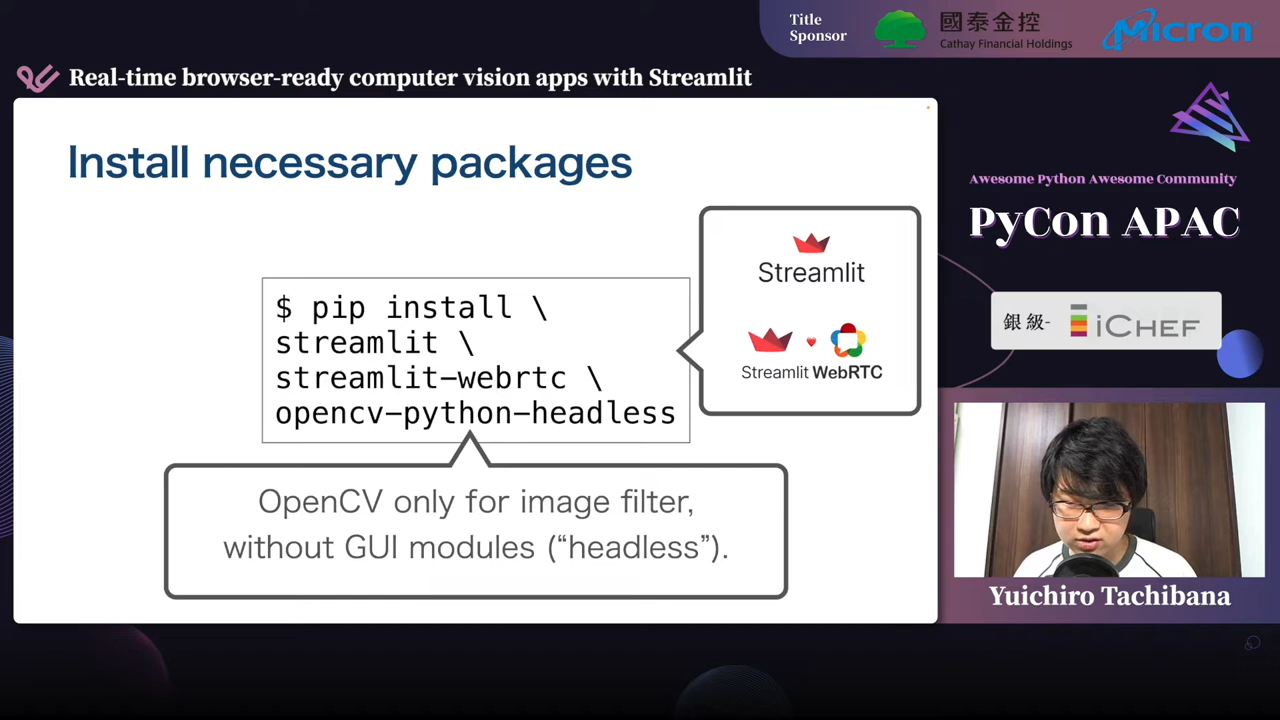 Title
Sponsor
國泰金控
Cathay Financial Holdings
Micron
Real-time browser-ready computer vision apps with Streamlit
Install necessary packages
$ pip install \
streamlit \
streamlit-webrtc \
opencv-python-headless
Streamlit
Streamlit WebRTC
OpenCV only for image filter,
without GUI modules (“headless”).
Awesome Python Awesome Community
PyCon APAC
銀級- iCHEF
Yuichiro Tachibana